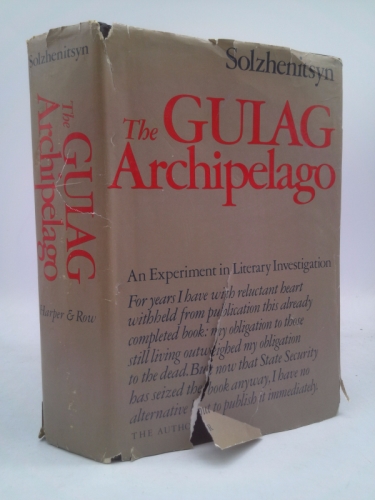 Solzhenitsyn
The
GULAG
Archipelago
Harper & Row
Solzhenitsyn
The GULAG
Archipelago
An Experiment in Literary Investigation
For years I have with reluctant heart
withheld from publication this already
completed book: my obligation to those
still living outweighed my obligation
to the dead. But now that State Security
has seized the book anyway, I have no
alternative but to publish it immediately.
THE AUTHOR